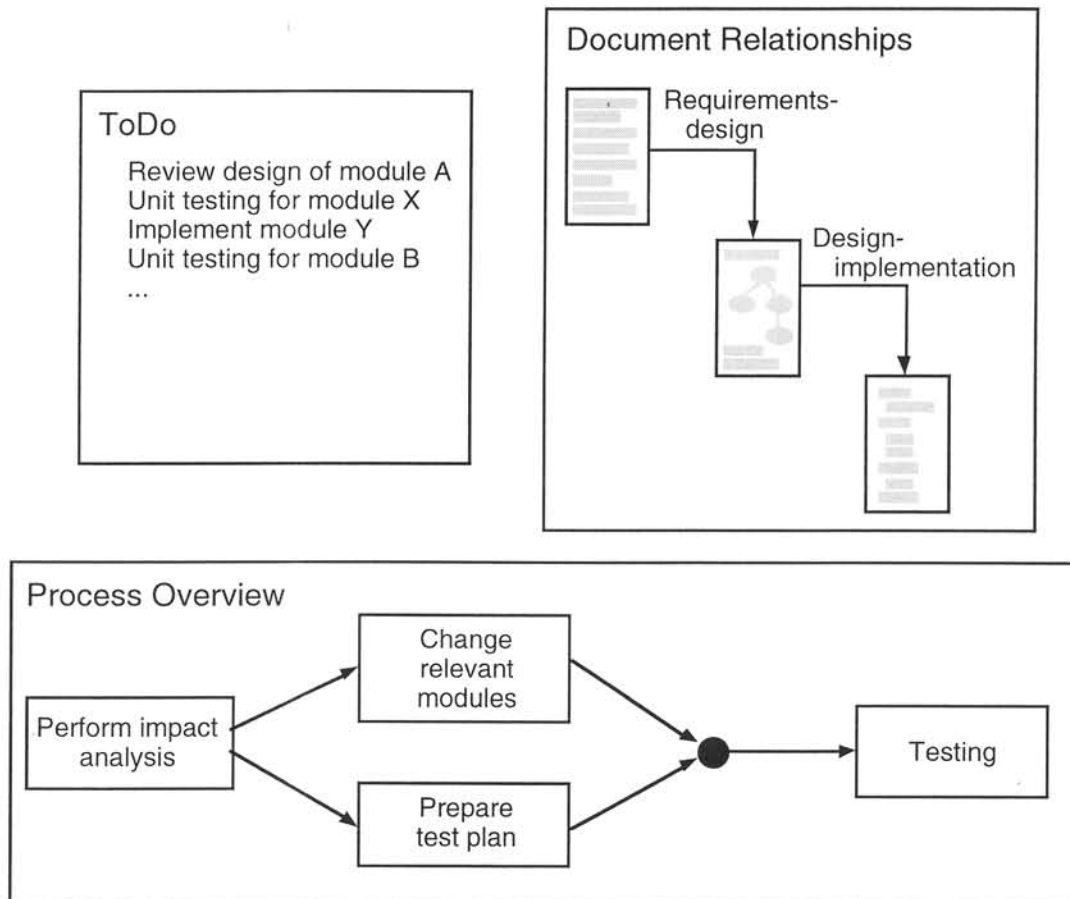 ToDo
Review design of module A
Unit testing for module X
Implement module Y
Unit testing for module B
...
Document Relationships
Requirements-
design
Design-
implementation
Process Overview
Perform impact
analysis
Change
relevant
modules
Prepare
test plan
Testing